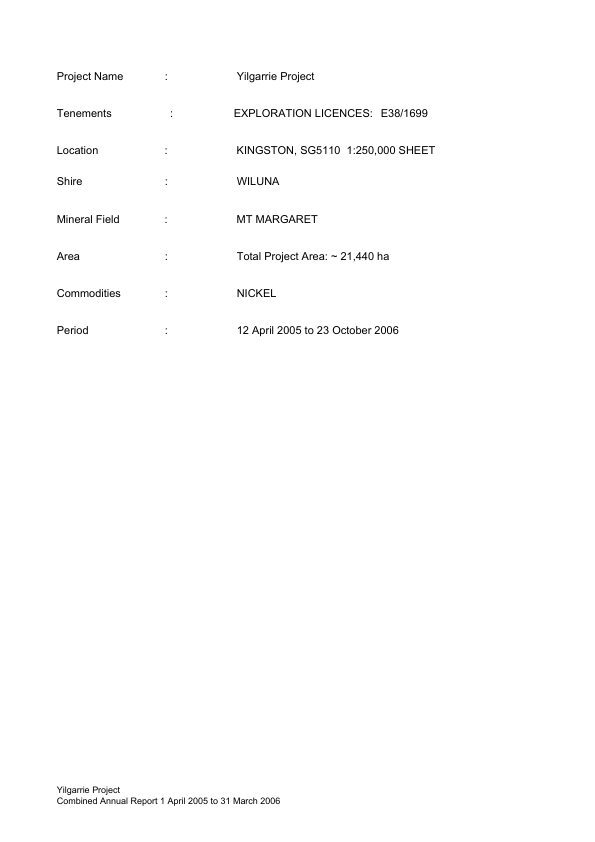 Project Name : Yilgarrie Project
Tenements : EXPLORATION LICENCES: E38/1699
Location : KINGSTON, SG5110 1:250,000 SHEET
Shire : WILUNA
Mineral Field : MT MARGARET
Area : Total Project Area: ~ 21,440 ha
Commodities : NICKEL
Period : 12 April 2005 to 23 October 2006
Yilgarrie Project
Combined Annual Report 1 April 2005 to 31 March 2006